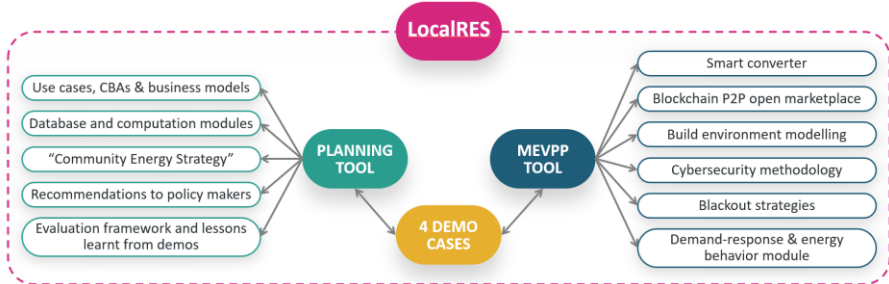 LocalRES
Use cases, CBAs & business models
Database and computation modules
“Community Energy Strategy”
Recommendations to policy makers
Evaluation framework and lessons
learnt from demos
PLANNING
TOOL
4 DEMO
CASES
MEVPP
TOOL
Smart converter
Blockchain P2P open marketplace
Build environment modelling
Cybersecurity methodology
Blackout strategies
Demand-response & energy
behavior module